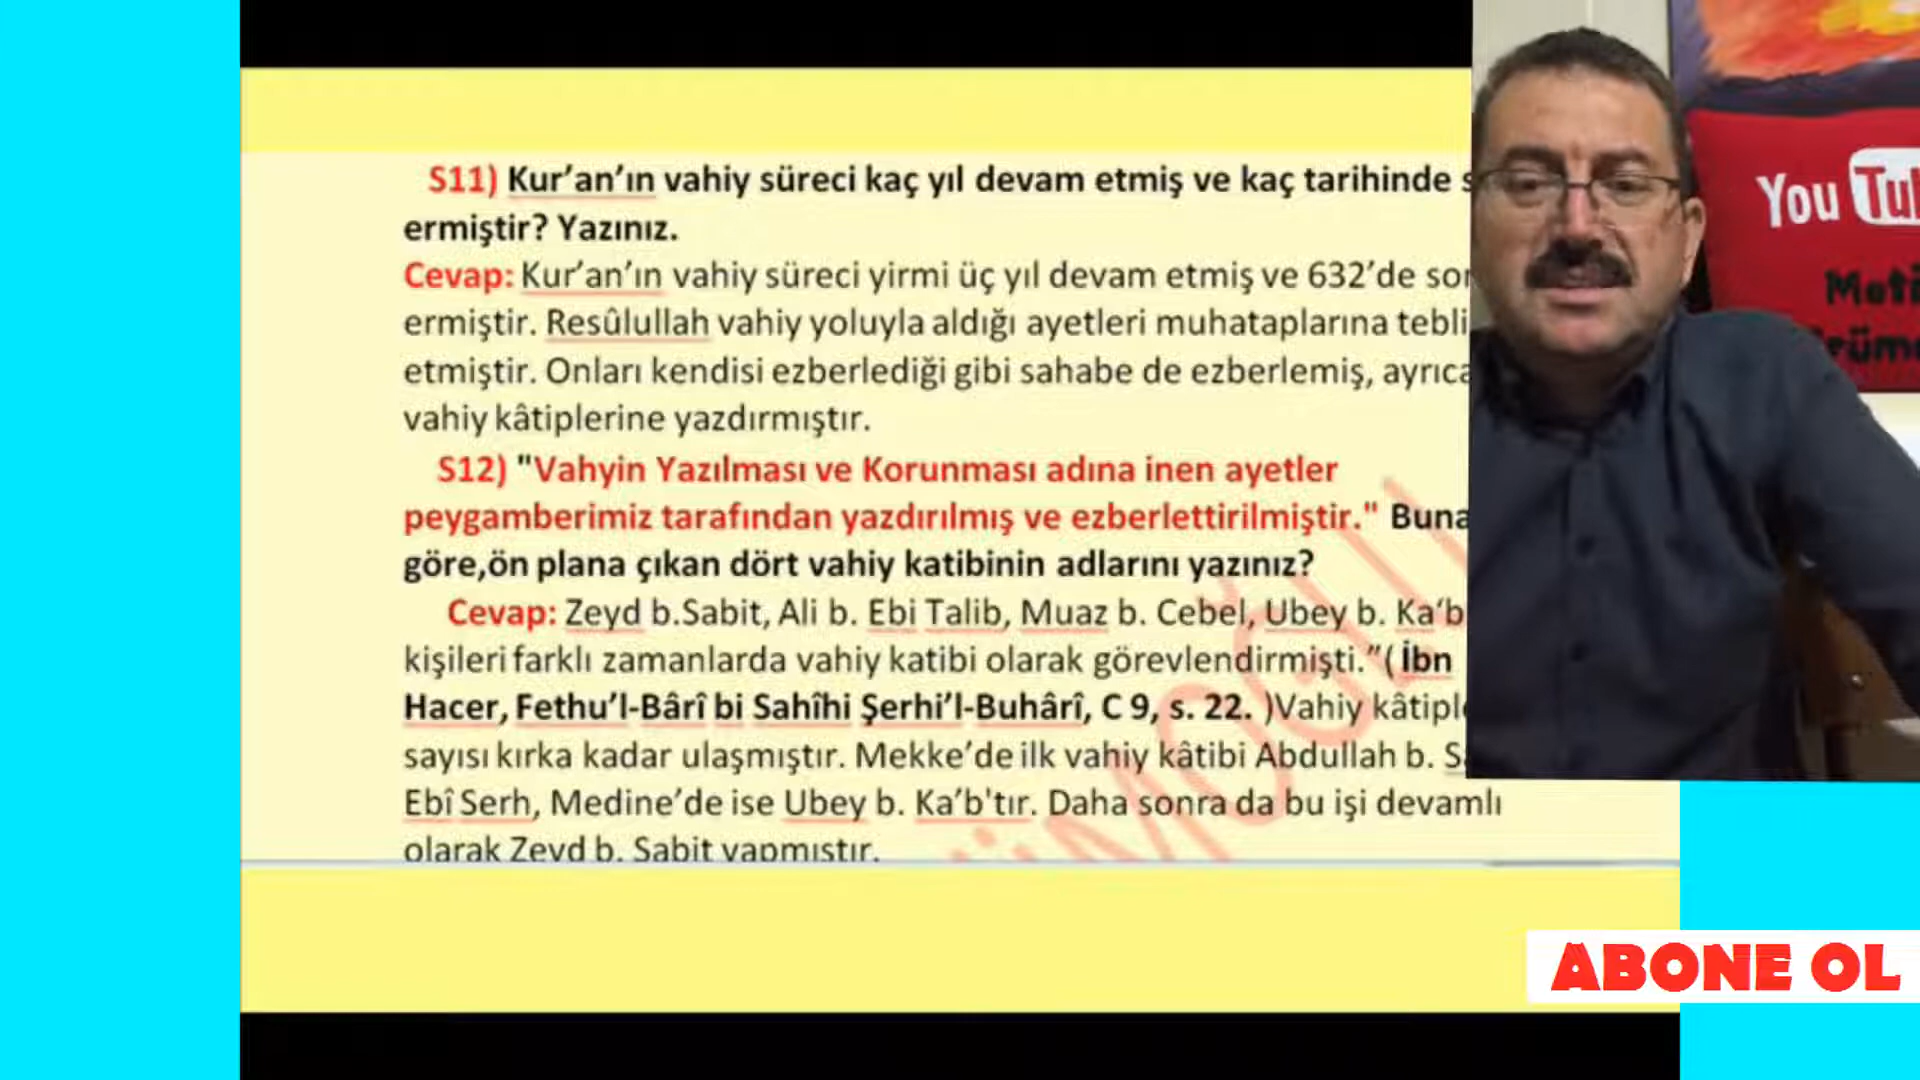 S11) Kur’an’ın vahiy süreci kaç yıl devam etmiş ve kaç tarihinde
ermiştir? Yazınız.
Cevap: Kur’an’ın vahiy süreci yirmi üç yıl devam etmiş ve 632’de
ermiştir. Resûlullah vahiy yoluyla aldığı ayetleri muhataplarına
etmiştir. Onları kendisi ezberlediği gibi sahabe de ezberlemiş,
vahiy kâtiplerine yazdırmıştır.
S12) "Vahyin Yazılması ve Korunması adına inen ayetler
peygamberimiz tarafından yazdırılmış ve ezberlettirilmiştir." Buna
göre,ön plana çıkan dört vahiy katibinin adlarını yazınız?
Cevap: Zeyd b.Sabit, Ali b. Ebi Talib, Muaz b. Cebel, Ubey b. Ka‘b
kişileri farklı zamanlarda vahiy katibi olarak görevlendirmişti.”( İbn
Hacer, Fethu’l-Bârî bi Sahîhi Şerhi’l-Buhârî, C 9, s. 22. )Vahiy
sayısı kırka kadar ulaşmıştır. Mekke’de ilk vahiy kâtibi Abdullah b.
Ebî Serh, Medine’de ise Ubey b. Ka’b'tır. Daha sonra da bu işi devamlı
olarak Zeyd b. Sabit yapmıştır.
You
ABONE OL